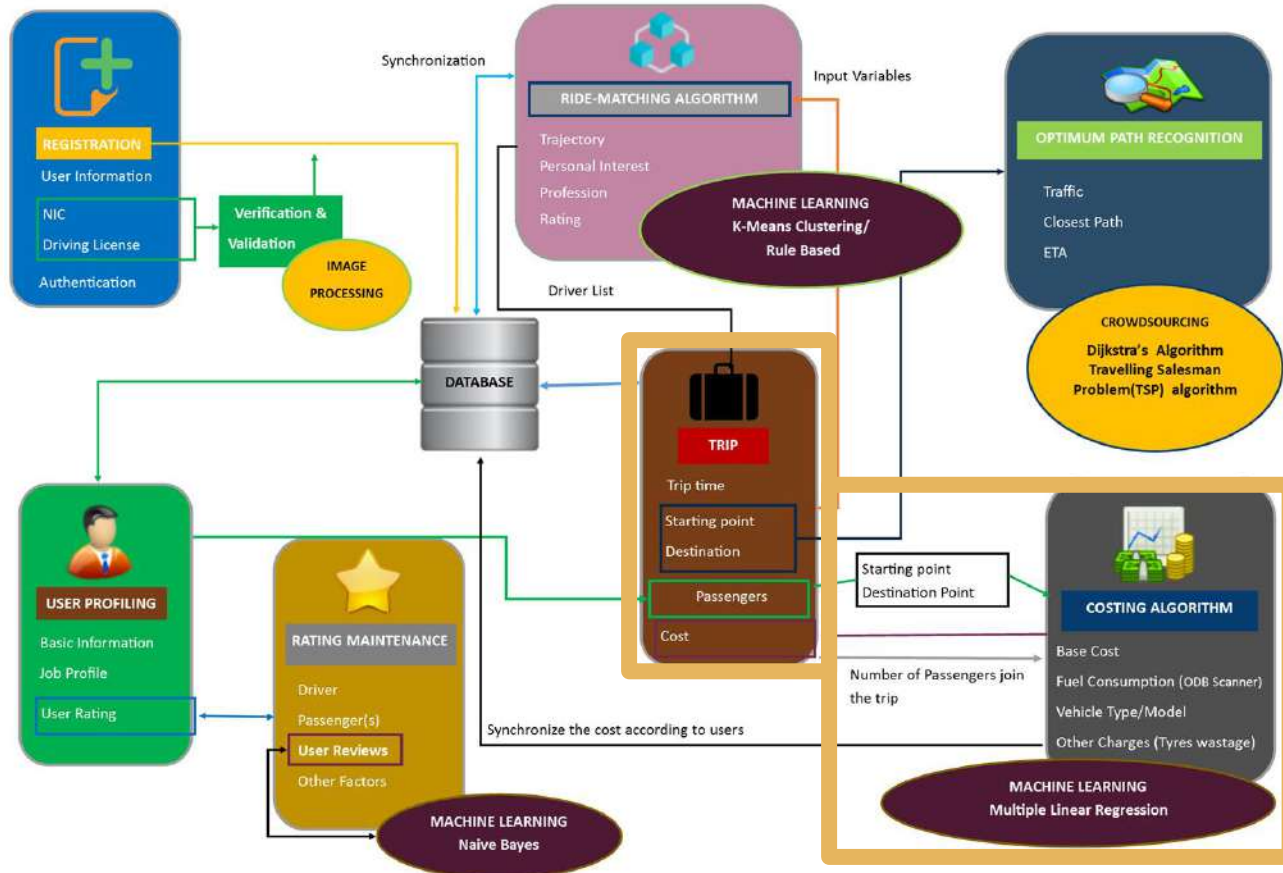 REGISTRATION
User Information
NIC
Driving License
Authentication
Verification &
Validation
IMAGE
PROCESSING
Synchronization
RIDE-MATCHING ALGORITHM
Trajectory
Personal Interest
Profession
Rating
MACHINE LEARNING
K-Means Clustering/
Rule Based
Input Variables
OPTIMUM PATH RECOGNITION
Traffic
Closest Path
ETA
CROWDSOURCING
Dijkstra's Algorithm
Travelling Salesman
Problem(TSP) algorithm
Driver List
DATABASE
TRIP
Trip time
Starting point
Destination
Passengers
Cost
Starting point
Destination Point
Number of Passengers join
the trip
COSTING ALGORITHM
Base Cost
Fuel Consumption (ODB Scanner)
Vehicle Type/Model
Other Charges (Tyres wastage)
MACHINE LEARNING
Multiple Linear Regression
Synchronize the cost according to users
USER PROFILING
Basic Information
Job Profile
User Rating
RATING MAINTENANCE
Driver
Passenger(s)
User Reviews
Other Factors
MACHINE LEARNING
Naive Bayes